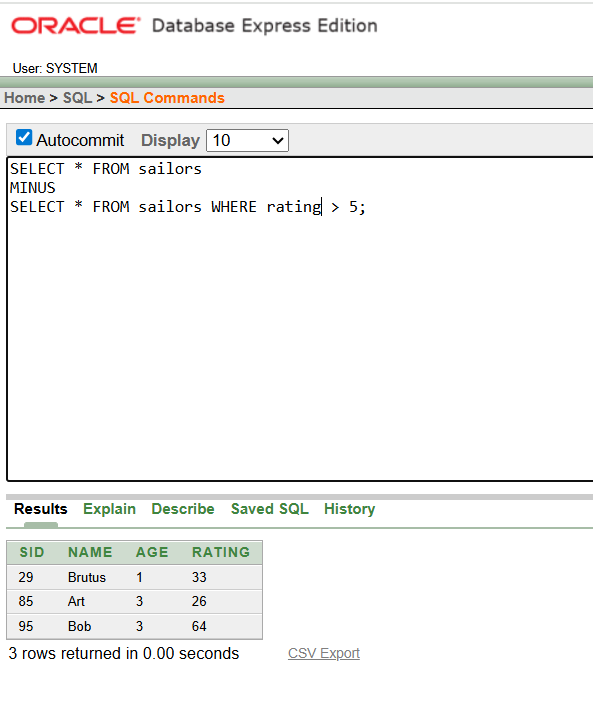 ORACLE Database Express Edition
User: SYSTEM
Home > SQL > SQL Commands
Autocommit Display 10
SELECT * FROM sailors
MINUS
SELECT * FROM sailors WHERE rating > 5;
Results Explain Describe Saved SQL History
SID NAME AGE RATING
29 Brutus 1 33
85 Art 3 26
95 Bob 3 64
3 rows returned in 0.00 seconds CSV Export